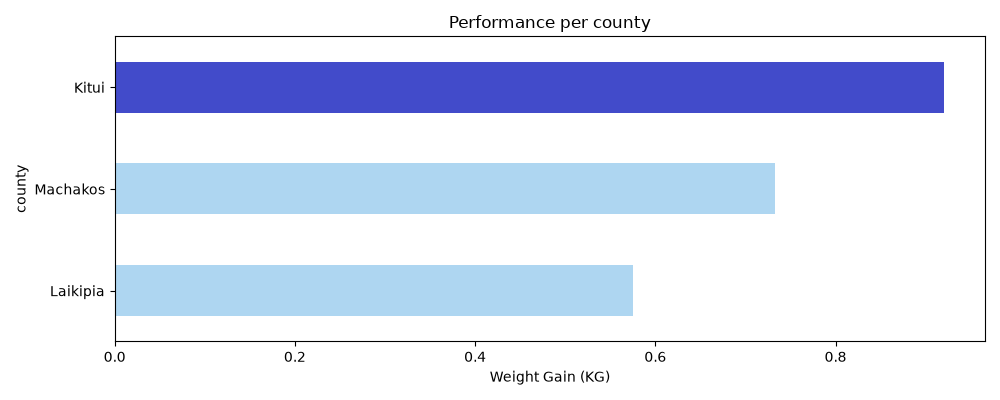 Performance per county
Kitui
Machakos
Laikipia
county
0.0 0.2 0.4 0.6 0.8
Weight Gain (KG)